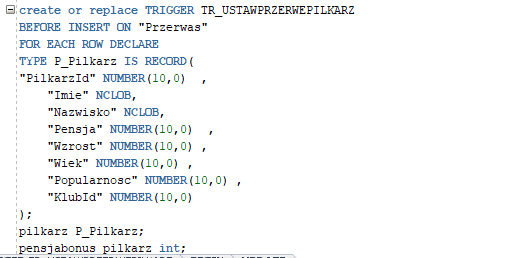 create or replace TRIGGER TR_USTAWPRZERWEPILKARZ
BEFORE INSERT ON "Przerwas"
FOR EACH ROW DECLARE
TYPE P_Pilkarz IS RECORD(
"PilkarzId" NUMBER(10,0)  ,
    "Imie" NCLOB,
    "Nazwisko" NCLOB,
    "Pensja" NUMBER(10,0)  ,
    "Wzrost" NUMBER(10,0) ,
    "Wiek" NUMBER(10,0) ,
    "Popularnosc" NUMBER(10,0) ,
    "KlubId" NUMBER(10,0)
);
pilkarz P_Pilkarz;
pensjabonus pilkarz int;